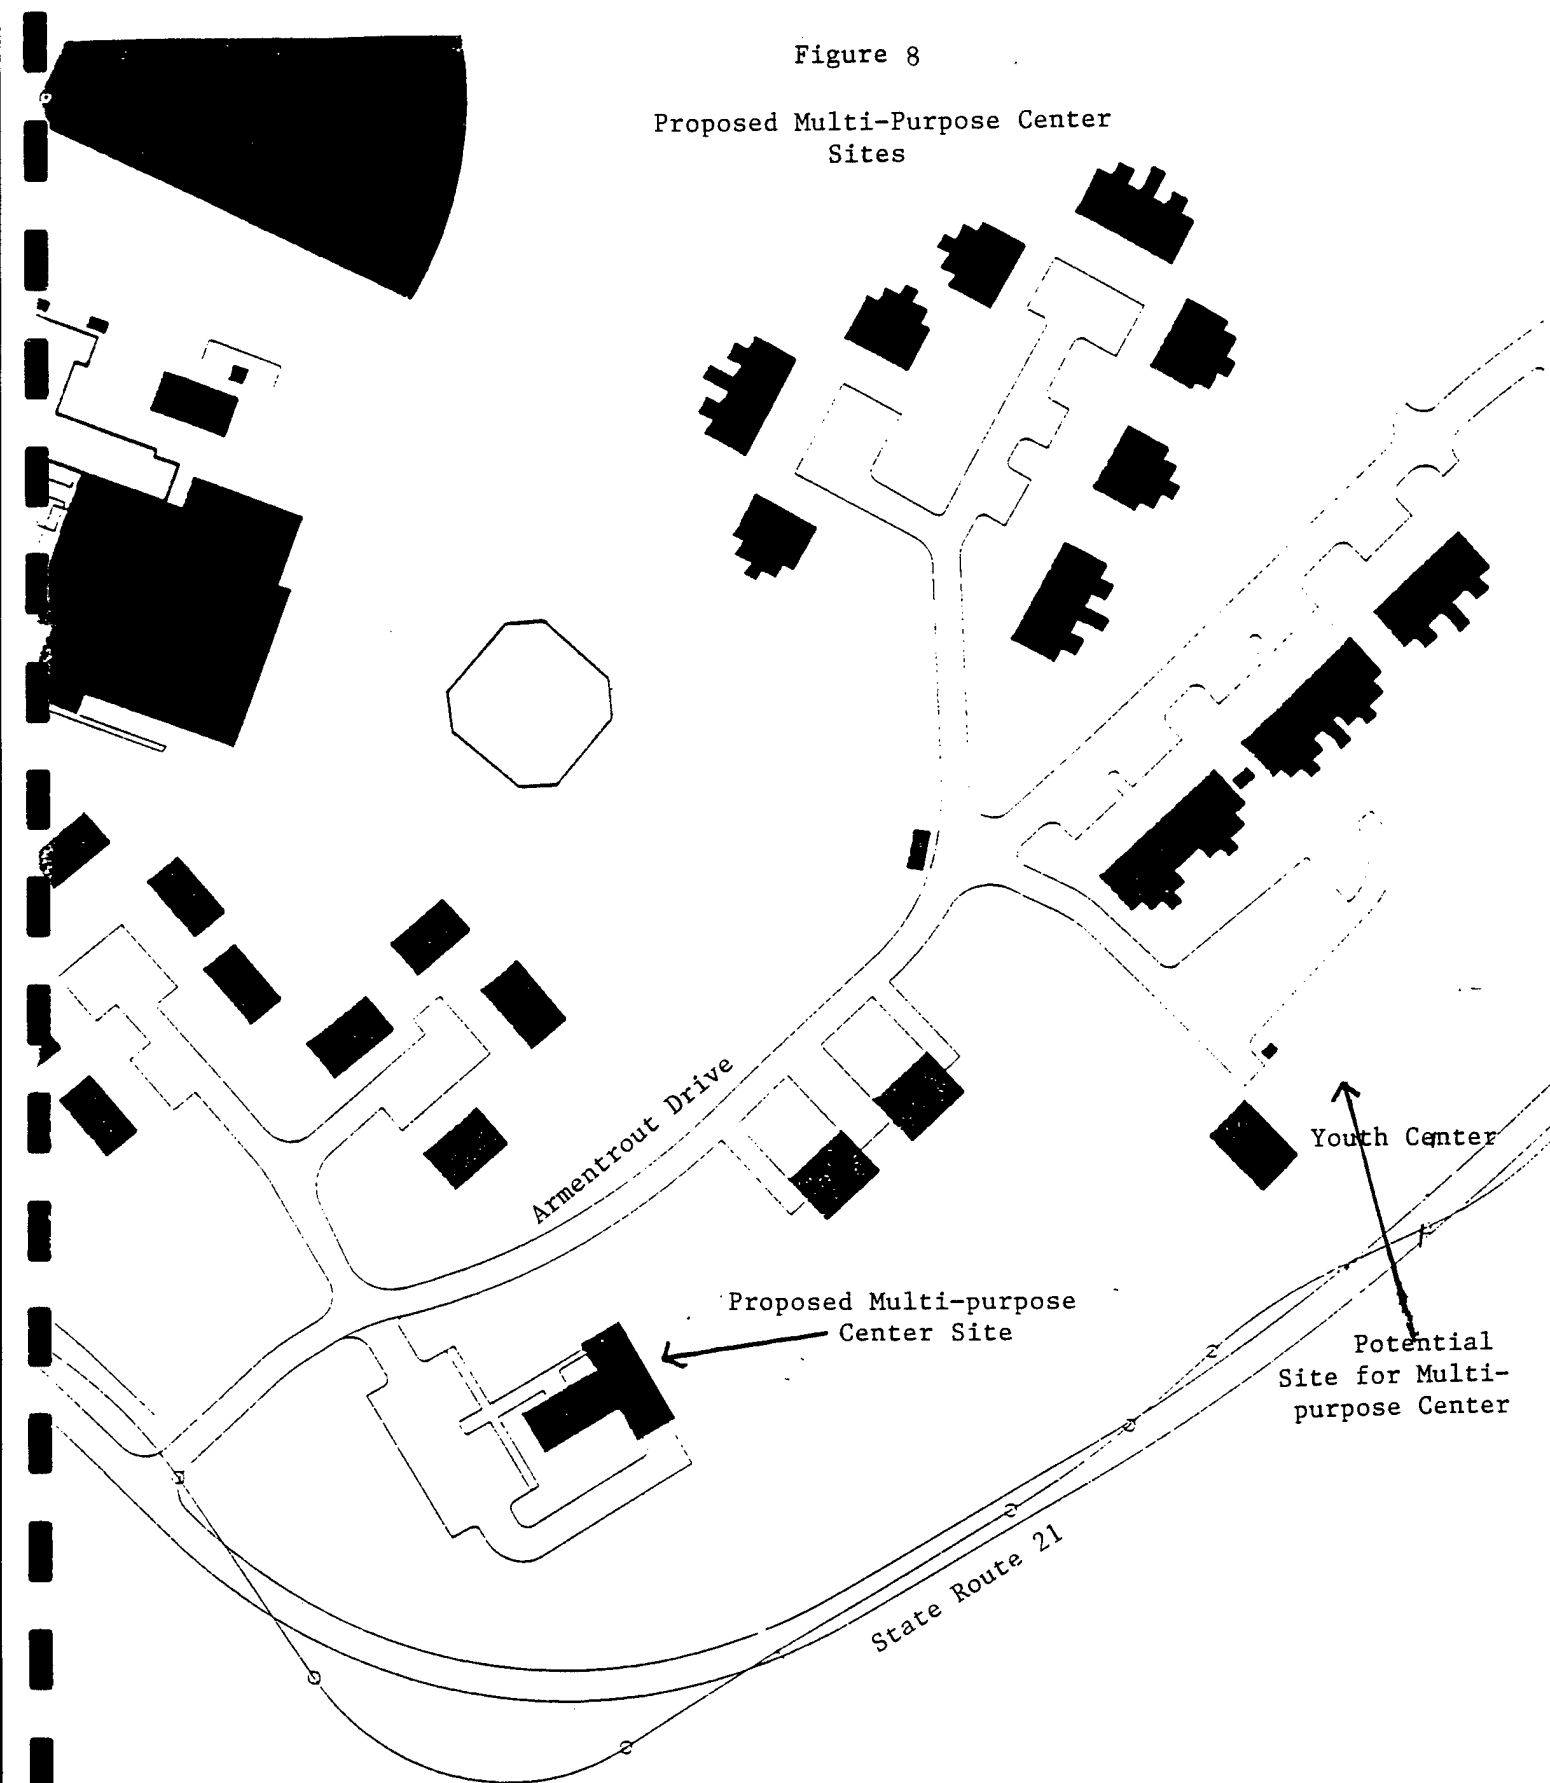 Figure 8
Proposed Multi-Purpose Center
Sites
Armentrout Drive
Youth Center
Proposed Multi-purpose
Center Site
Potential
Site for Multi-
purpose Center
State Route 21